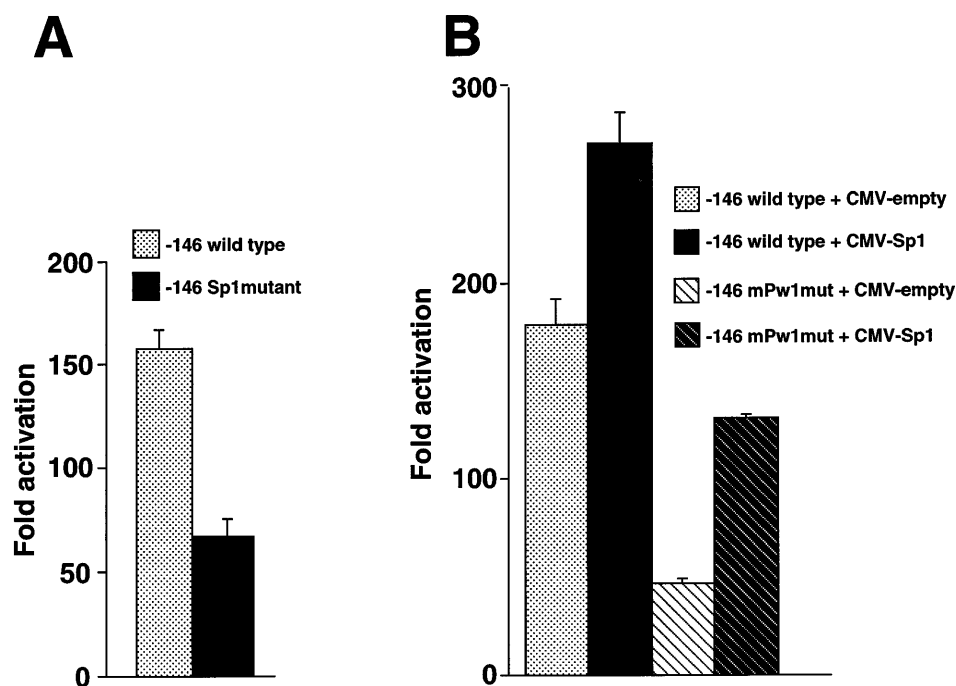 A
Fold activation
200
150
100
50
0
-146 wild type
-146 Sp1mutant
B
Fold activation
300
200
100
0
-146 wild type + CMV-empty
-146 wild type + CMV-Sp1
-146 mPw1mut + CMV-empty
-146 mPw1mut + CMV-Sp1